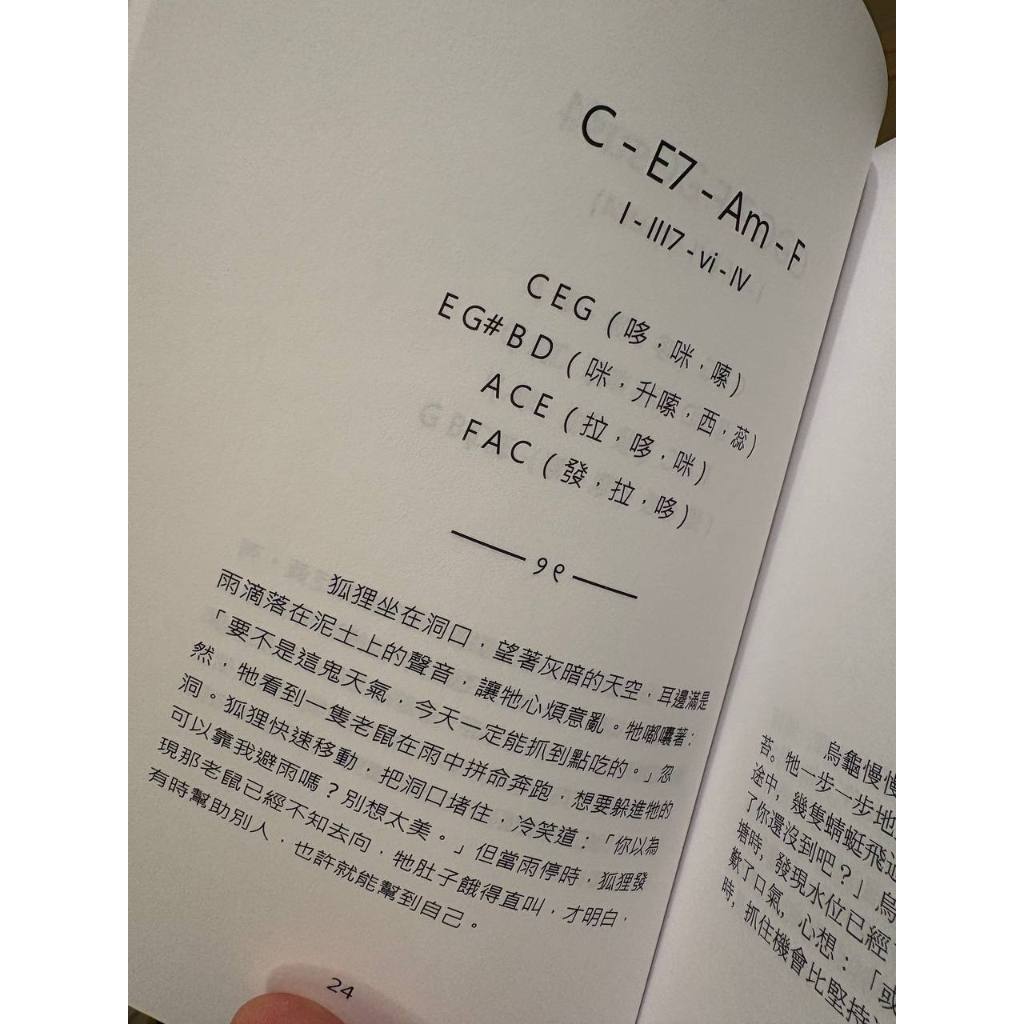 C - E7 - Am - F
I - III7 - vi - IV
C E G (哆，咪，嗦)
E G# B D (咪，升嗦，西，蕊)
A C E (拉，哆，咪)
F A C (發，拉，哆)
24
狐狸坐在洞口，望著灰暗的天空，耳邊滿是
雨滴落在泥土上的聲音，讓牠心煩意亂。牠嘟囔著：
「要不是這鬼天氣，今天一定能抓到點吃的。」忽
然，牠看到一隻老鼠在雨中拼命奔跑，想要躲進牠的
洞。狐狸快速移動，把洞口堵住，冷笑道：「你以為
可以靠我避雨嗎？別想太美。」但當雨停時，狐狸發
現那老鼠已經不知去向，牠肚子餓得直叫，才明白，
有時幫助別人，也許就能幫到自己。
烏龜慢慢
苔。牠一步一步地
途中，幾隻蜻蜓飛過
了你還沒到吧？」烏
塘時，發現水位已經
歎了口氣，心想：「或
時，抓住機會比堅持